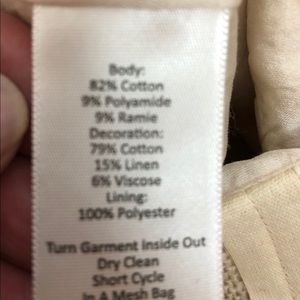 Body:
82% Cotton
9% Polyamide
9% Ramie
Decoration:
79% Cotton
15% Linen
6% Viscose
Lining:
100% Polyester
Turn Garment Inside Out
Dry Clean
Short Cycle
In A Mesh Bag